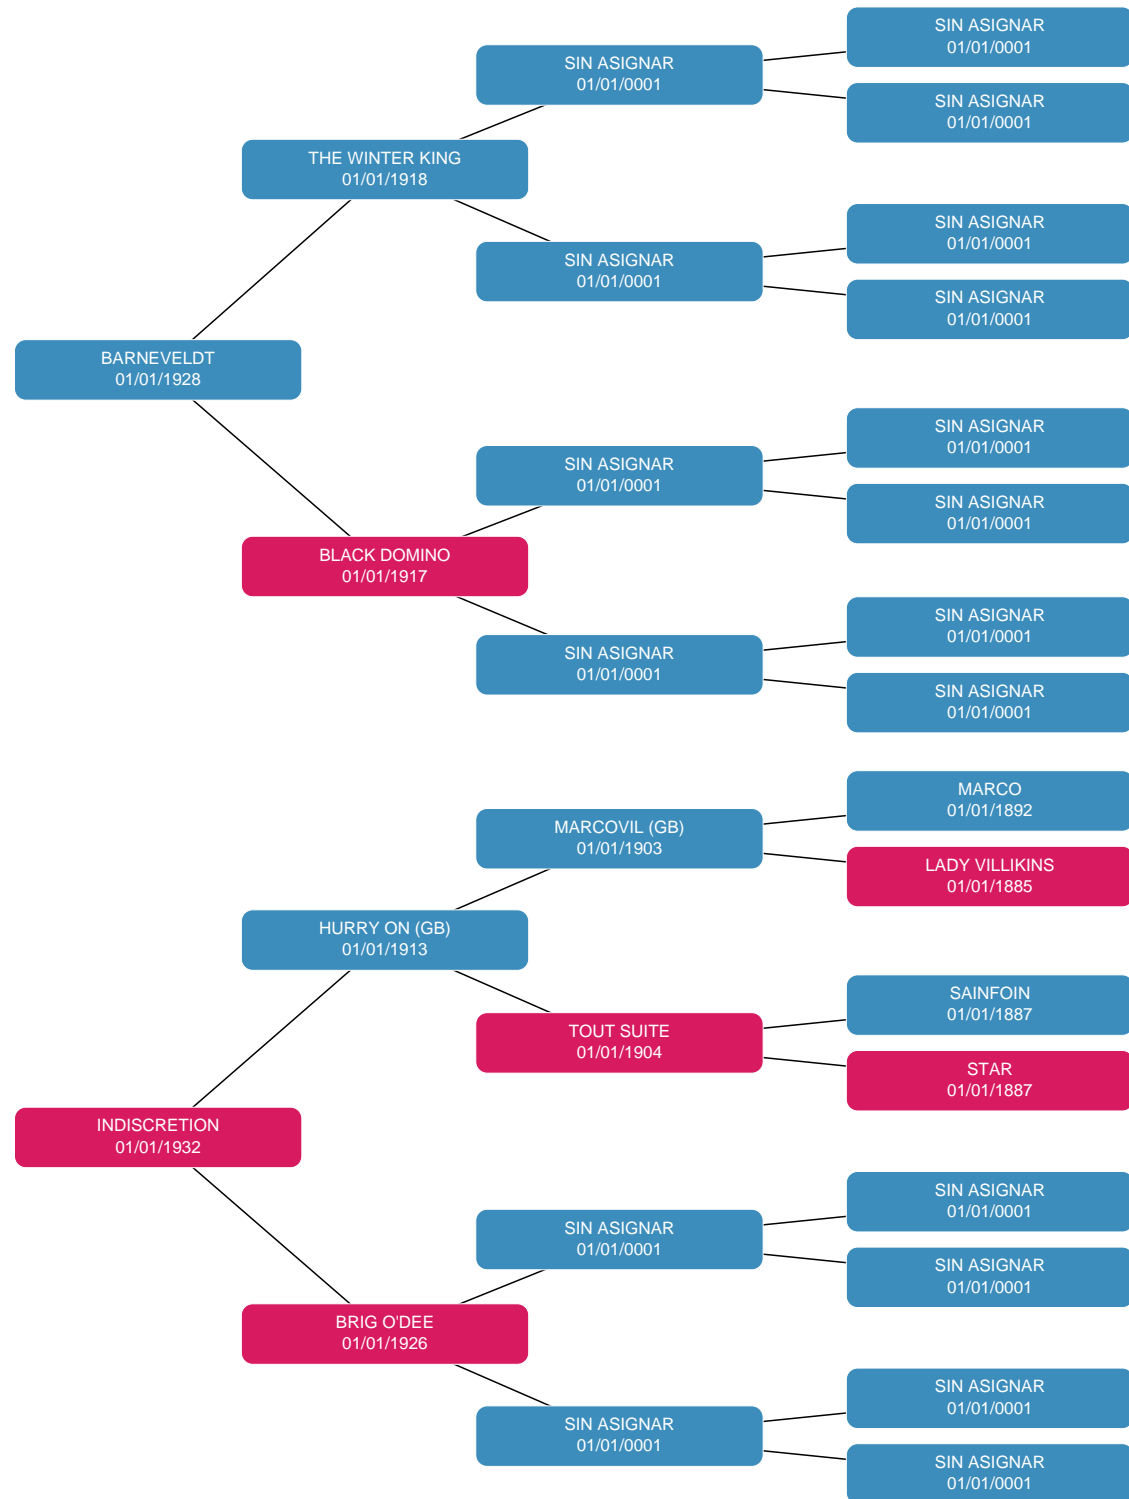 SIN ASIGNAR
01/01/0001
SIN ASIGNAR
01/01/0001
SIN ASIGNAR
01/01/0001
THE WINTER KING
01/01/1918
SIN ASIGNAR
01/01/0001
SIN ASIGNAR
01/01/0001
SIN ASIGNAR
01/01/0001
BARNEVELDT
01/01/1928
SIN ASIGNAR
01/01/0001
SIN ASIGNAR
01/01/0001
SIN ASIGNAR
01/01/0001
BLACK DOMINO
01/01/1917
SIN ASIGNAR
01/01/0001
SIN ASIGNAR
01/01/0001
SIN ASIGNAR
01/01/0001
MARCO
01/01/1892
MARCOVIL (GB)
01/01/1903
LADY VILLIKINS
01/01/1885
HURRY ON (GB)
01/01/1913
SAINFOIN
01/01/1887
TOUT SUITE
01/01/1904
STAR
01/01/1887
INDISCRETION
01/01/1932
SIN ASIGNAR
01/01/0001
SIN ASIGNAR
01/01/0001
SIN ASIGNAR
01/01/0001
BRIG O'DEE
01/01/1926
SIN ASIGNAR
01/01/0001
SIN ASIGNAR
01/01/0001
SIN ASIGNAR
01/01/0001